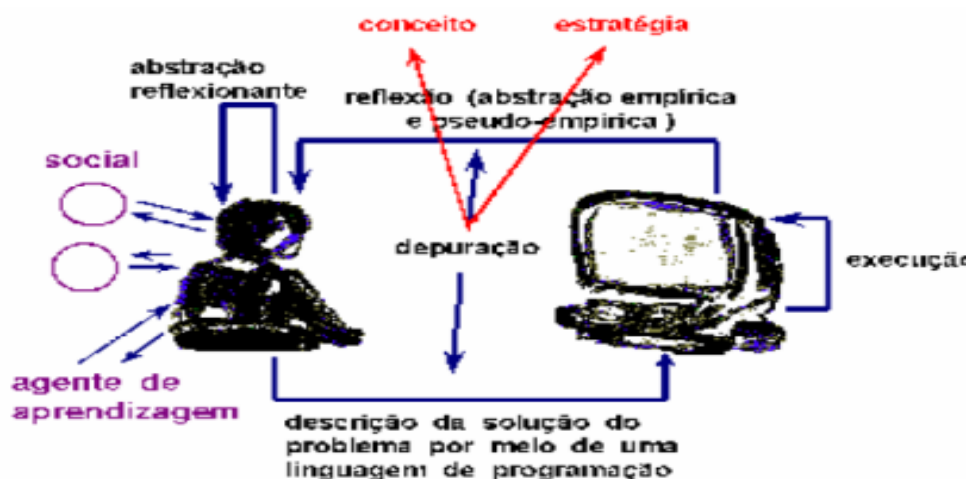 conceito estratégia
abstração
reflexionante
reflexão (abstração empírica
e pseudo-empírica )
social
depuração
execução
agente de
aprendizagem
descrição da solução do
problema por meio de uma
linguagem de programação